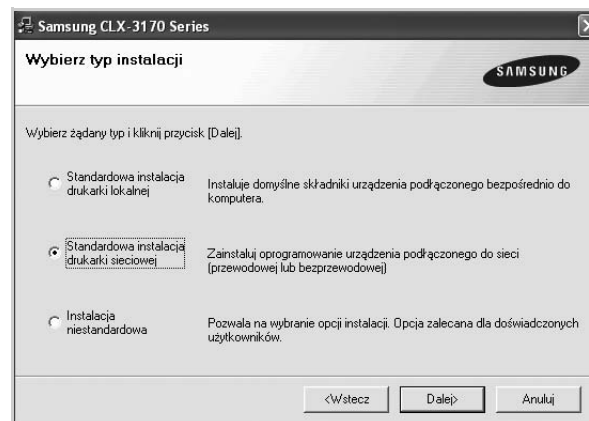 Samsung CLX-3170 Series
Wybierz typ instalacji
SAMSUNG
Wybierz żądany typ i kliknij przycisk [Dalej].
Standardowa instalacja
drukarki lokalnej
Instaluje domyślne składniki urządzenia podłączonego bezpośrednio do
komputera.
Standardowa instalacja
drukarki sieciowej
Zainstaluj oprogramowanie urządzenia podłączonego do sieci
(przewodowej lub bezprzewodowej)
Instalacja
niestandardowa
Pozwala na wybranie opcji instalacji. Opcja zalecana dla doświadczonych
użytkowników.
<Wstecz Dalej> Anuluj